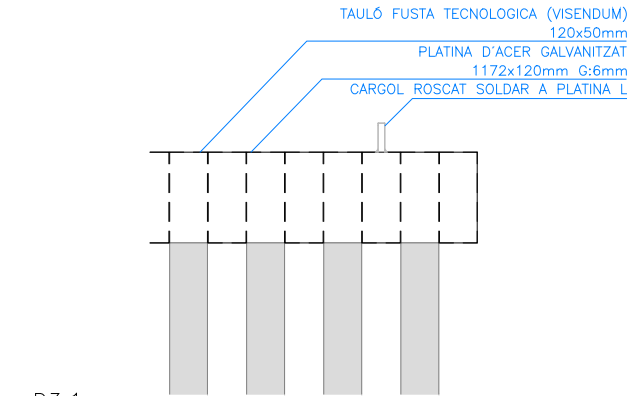 TAULÓ FUSTA TECNOLOGICA (VISENDUM)
120x50mm
PLATINA D'ACER GALVANITZAT
1172x120mm G:6mm
CARGOL ROSCAT SOLDAR A PLATINA L